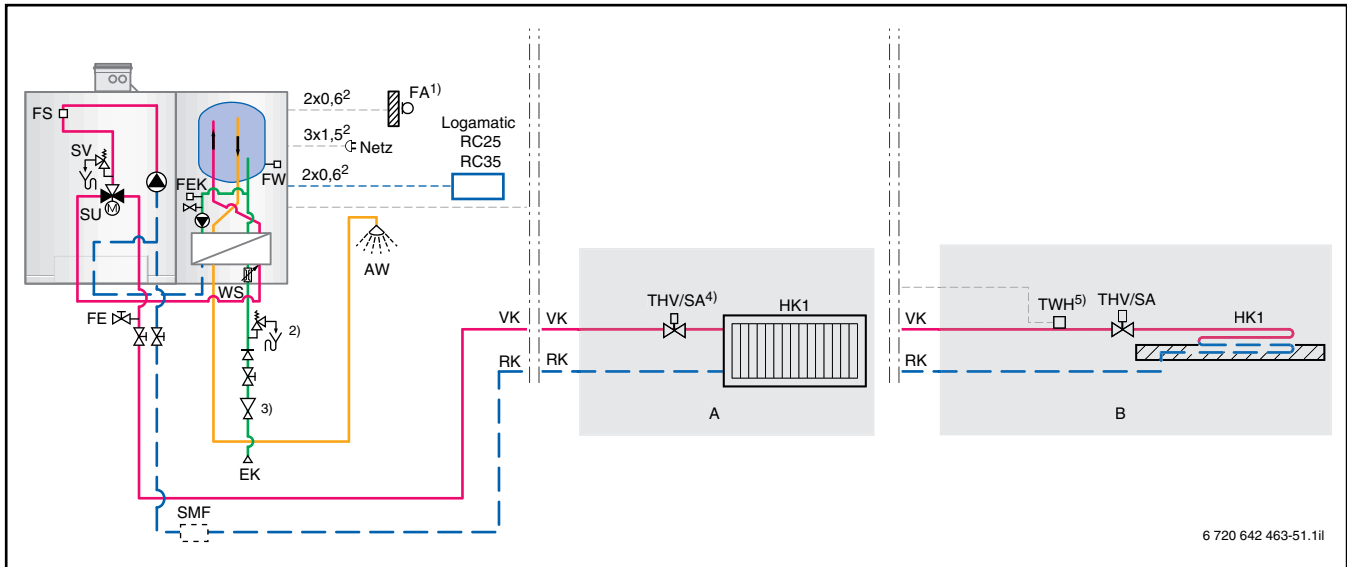 FS
SV
SU
M
FEK
FW
WS
FE
2x0,6²
FA¹⁾
3x1,5²
Netz
2x0,6²
Logamatic
RC25
RC35
AW
2)
3)
EK
SMF
VK
VK
RK
RK
THV/SA⁴⁾
HK1
A
VK
RK
TWH⁵⁾
THV/SA
HK1
B
6 720 642 463-51.1il